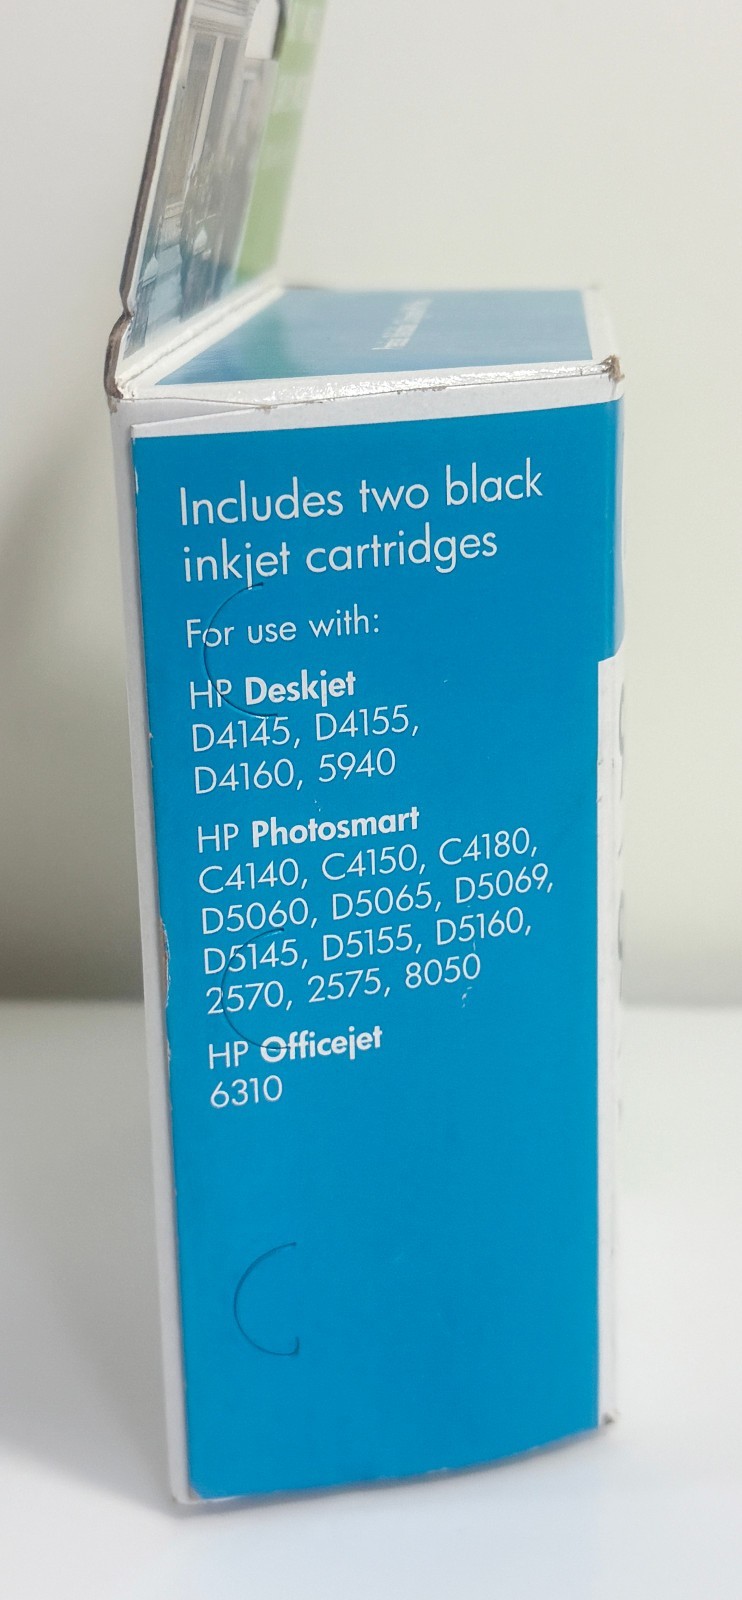 Includes two black
inkjet cartridges
For use with:
HP Deskjet
D4145, D4155,
D4160, 5940
HP Photosmart
C4140, C4150, C4180,
D5060, D5065, D5069,
D5145, D5155, D5160,
2570, 2575, 8050
HP Officejet
6310